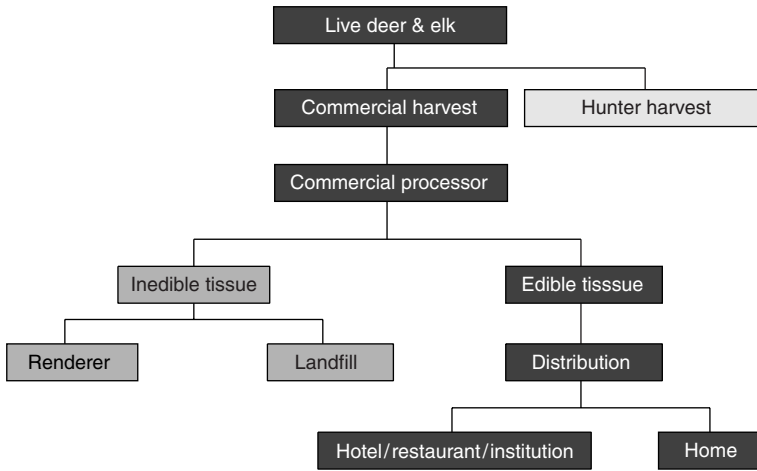 Live deer & elk
Commercial harvest
Hunter harvest
Commercial processor
Inedible tissue
Edible tisssue
Renderer
Landfill
Distribution
Hotel/restaurant/institution
Home